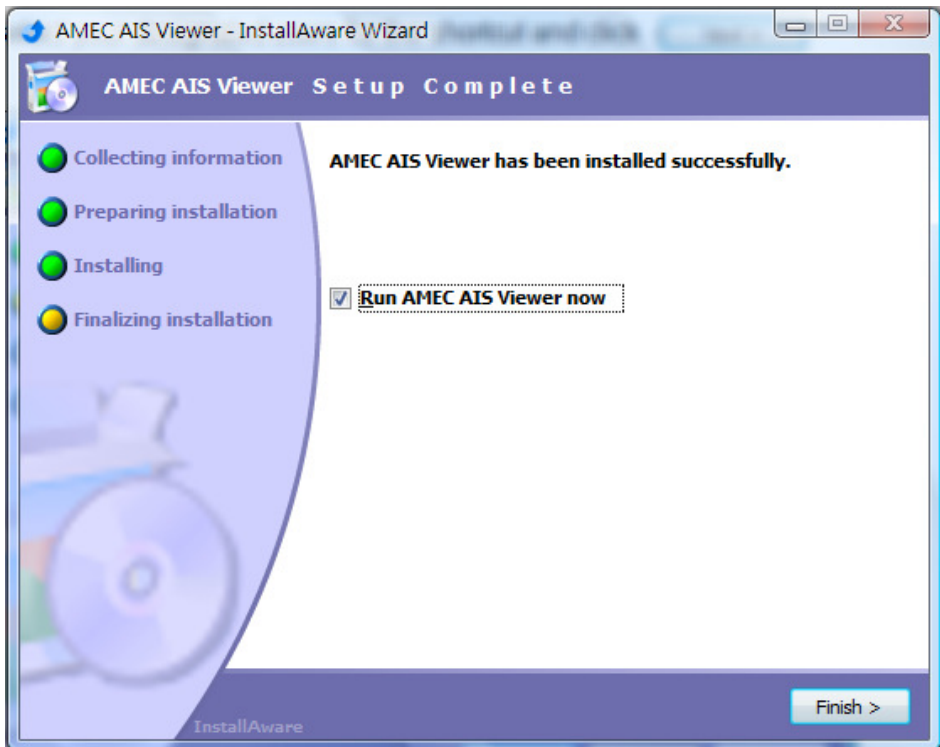 AMEC AIS Viewer - InstallAware Wizard
AMEC AIS Viewer Setup Complete
Collecting information
Preparing installation
Installing
Finalizing installation
AMEC AIS Viewer has been installed successfully.
Run AMEC AIS Viewer now
InstallAware
Finish >